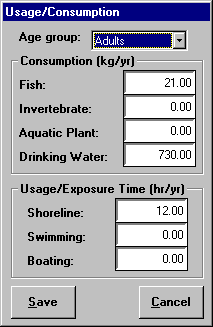 Usage/Consumption
Age group: Adults
Consumption (kg/yr)
Fish: 21.00
Invertebrate: 0.00
Aquatic Plant: 0.00
Drinking Water: 730.00
Usage/Exposure Time (hr/yr)
Shoreline: 12.00
Swimming: 0.00
Boating: 0.00
Save Cancel